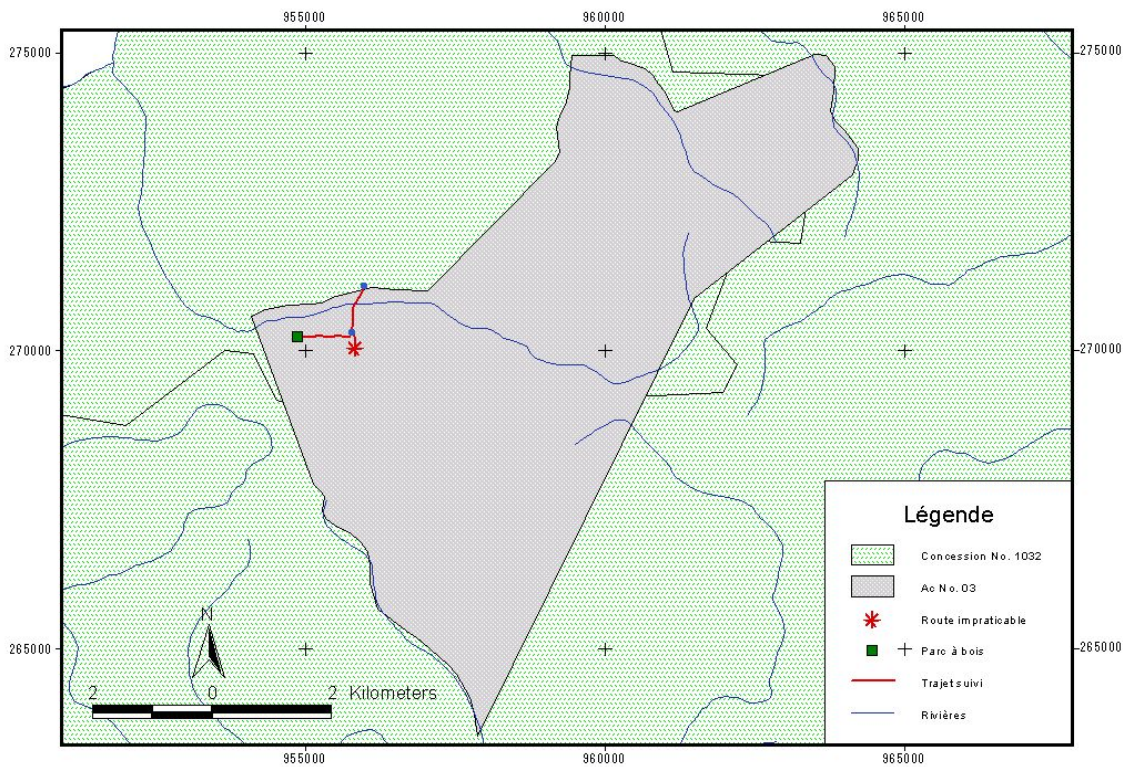 955000 960000 965000
275000 275000
270000 270000
265000 265000
N
2 0 2 Kilometers
Légende
Concession No. 1032
Ac No. 03
Route impraticable
Parc à bois
Trajet suivi
Rivières
955000 960000 965000